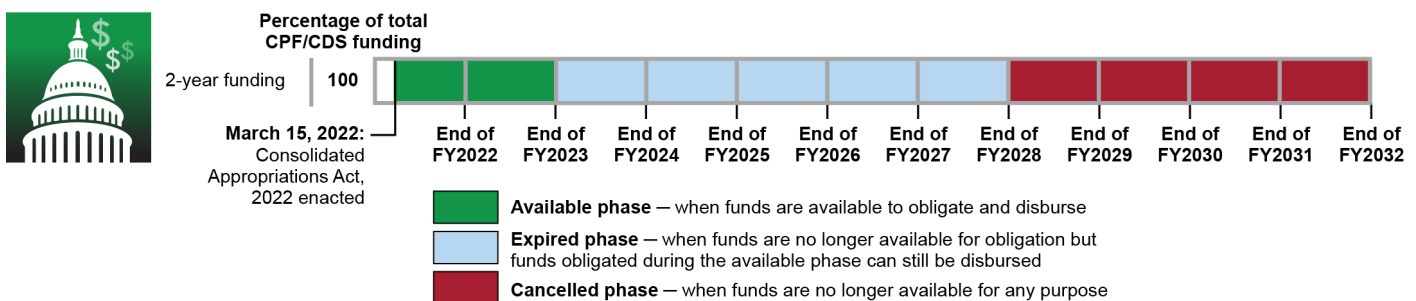 Percentage of total
CPF/CDS funding
2-year funding
100
March 15, 2022:
Consolidated
Appropriations Act,
2022 enacted
End of
FY2022
End of
FY2023
End of
FY2024
End of
FY2025
End of
FY2026
End of
FY2027
End of
FY2028
End of
FY2029
End of
FY2030
End of
FY2031
End of
FY2032
Available phase — when funds are available to obligate and disburse
Expired phase — when funds are no longer available for obligation but
funds obligated during the available phase can still be disbursed
Cancelled phase — when funds are no longer available for any purpose
$
$
$